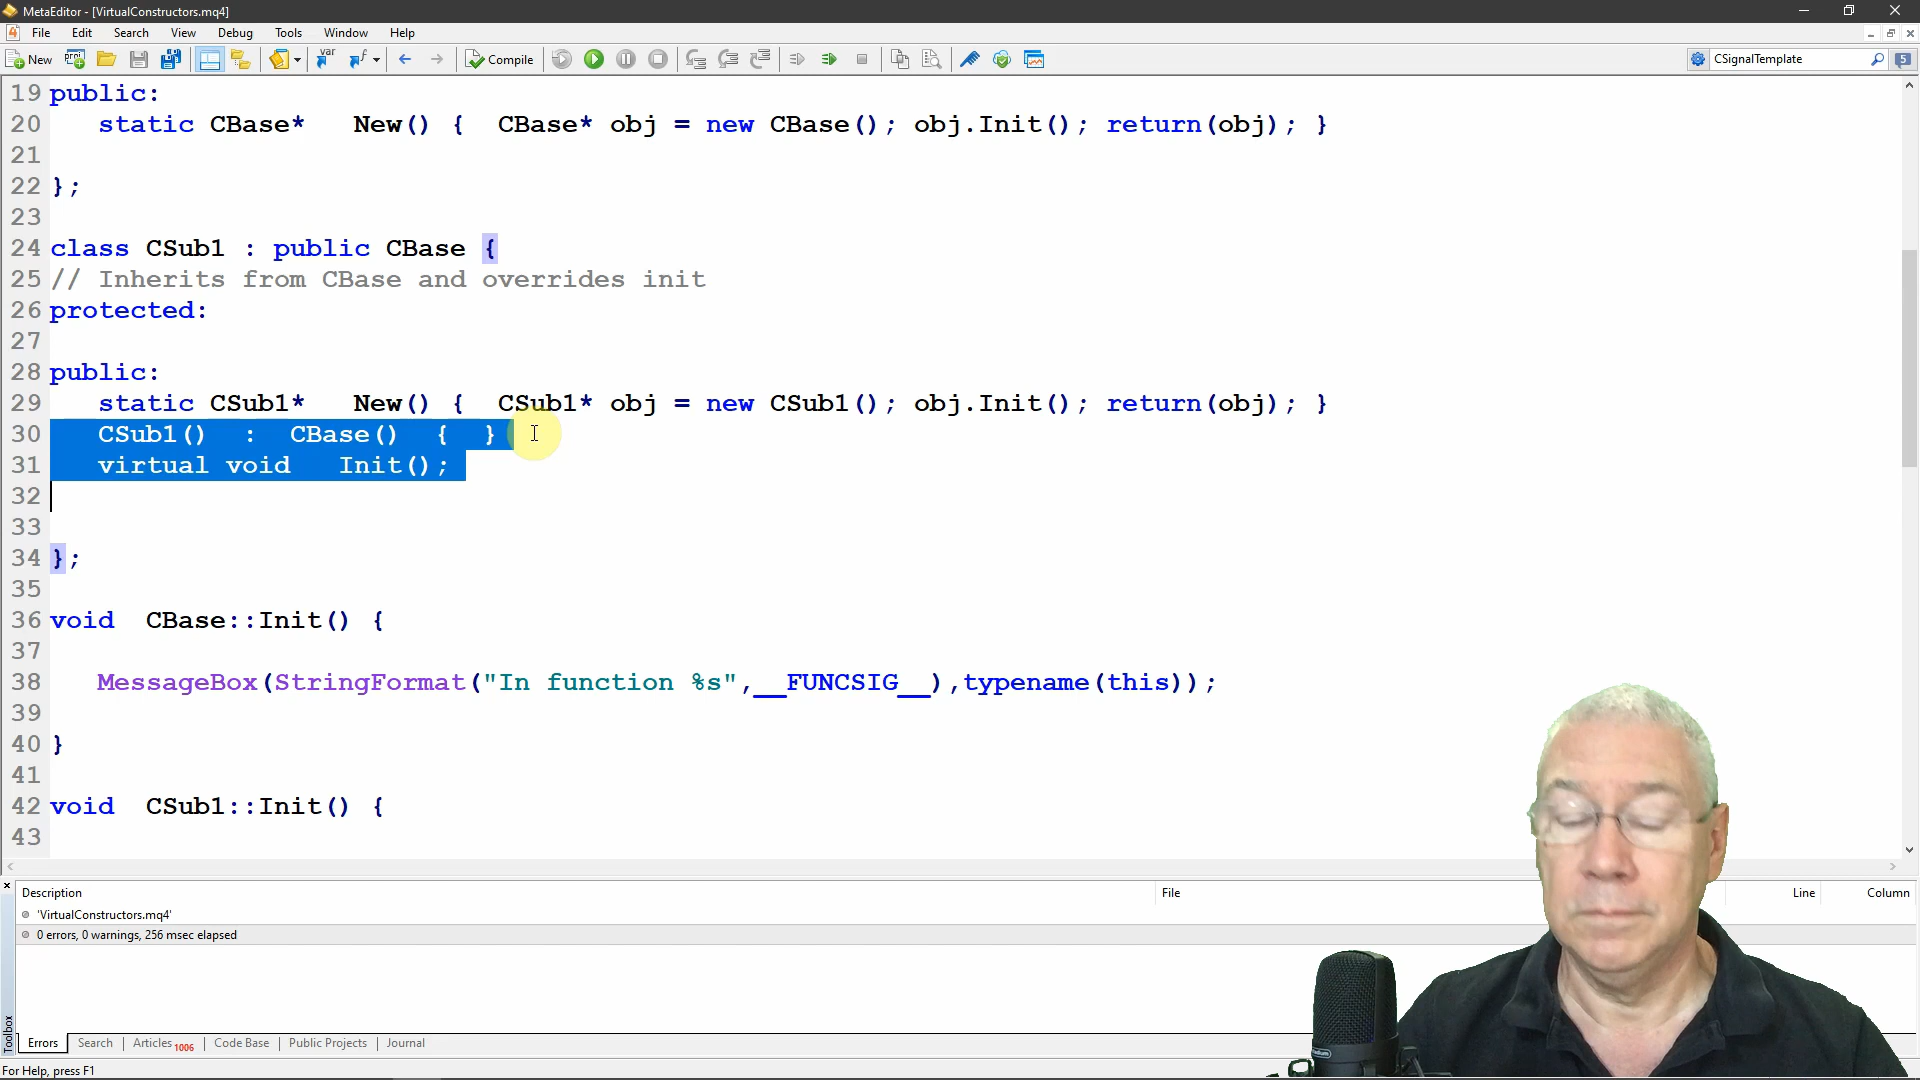 MetaEditor - [VirtualConstructors.mq4]
File Edit Search View Debug Tools Window Help
New Compile CSignalTemplate 5
19 public:
20 static CBase* New() { CBase* obj = new CBase(); obj.Init(); return(obj); }
21
22 };
23
24 class CSub1 : public CBase {
25 // Inherits from CBase and overrides init
26 protected:
27
28 public:
29 static CSub1* New() { CSub1* obj = new CSub1(); obj.Init(); return(obj); }
30 CSub1() : CBase() { }
31 virtual void Init();
32
33
34 };
35
36 void CBase::Init() {
37
38 MessageBox(StringFormat("In function %s",__FUNCSIG__),typename(this));
39
40 }
41
42 void CSub1::Init() {
43
Description File Line Column
'VirtualConstructors.mq4'
0 errors, 0 warnings, 256 msec elapsed
Toolbox
Errors Search Articles 1006 Code Base Public Projects Journal
For Help, press F1